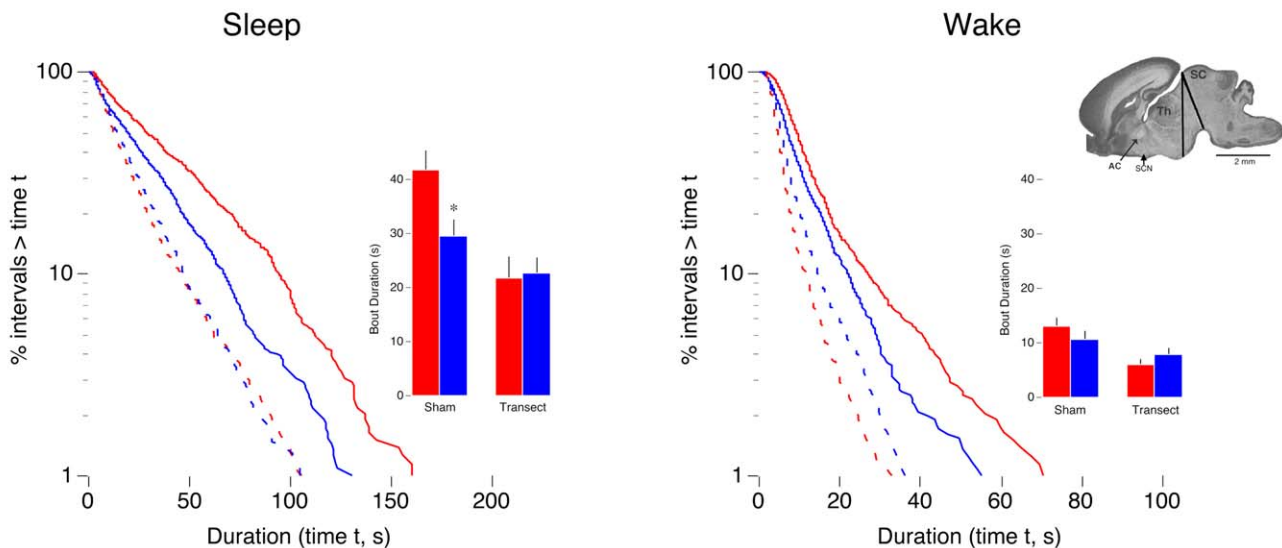 Sleep
% intervals > time t
100
10
1
0
50
100
150
200
Duration (time t, s)
Bout Duration (s)
40
30
20
10
0
*
Sham
Transect
Wake
% intervals > time t
100
10
1
0
20
40
60
80
100
Duration (time t, s)
Bout Duration (s)
40
30
20
10
0
Sham
Transect
SC
Th
AC
SCN
2 mm